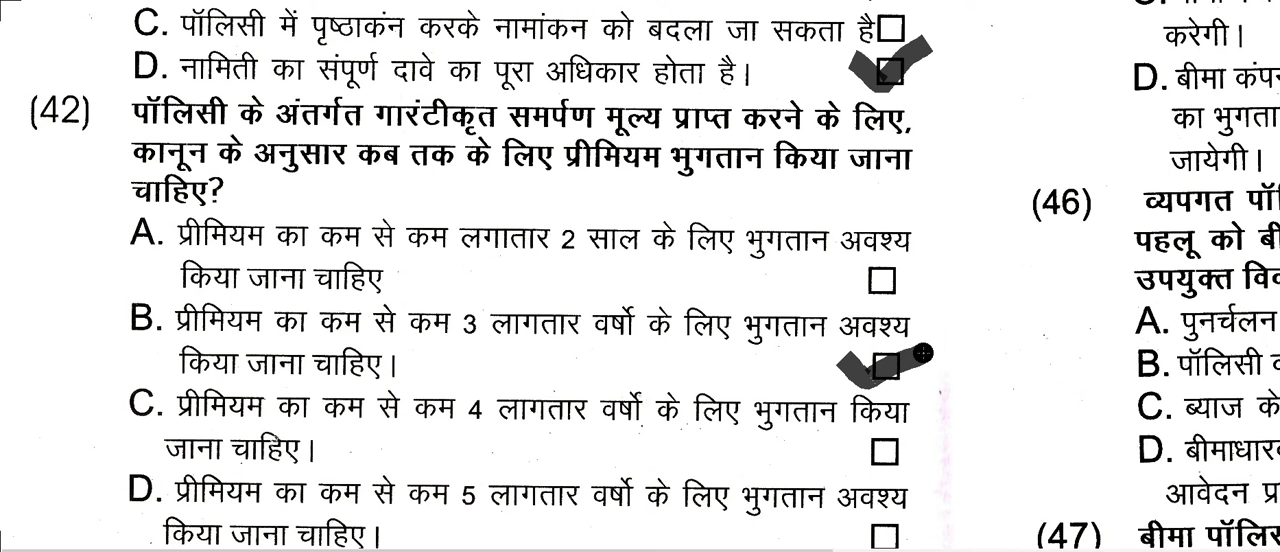 C. पॉलिसी में पृष्ठाकंन करके नामांकन को बदला जा सकता है
D. नामिती का संपूर्ण दावे का पूरा अधिकार होता है।
(42) पॉलिसी के अंतर्गत गारंटीकृत समर्पण मूल्य प्राप्त करने के लिए,
कानून के अनुसार कब तक के लिए प्रीमियम भुगतान किया जाना
चाहिए?
A. प्रीमियम का कम से कम लगातार 2 साल के लिए भुगतान अवश्य
किया जाना चाहिए
B. प्रीमियम का कम से कम 3 लागतार वर्षो के लिए भुगतान अवश्य
किया जाना चाहिए।
C. प्रीमियम का कम से कम 4 लागतार वर्षो के लिए भुगतान किया
जाना चाहिए।
D. प्रीमियम का कम से कम 5 लागतार वर्षो के लिए भुगतान अवश्य
किया जाना चाहिए।
करेगी।
D. बीमा
का
जायेगी।
(46) व्यपगत
पहलू को
उपयुक्त
A. पुनर्चलन
B. पॉलिसी
C. ब्याज के
D.
आवेदन
(47) बीमा